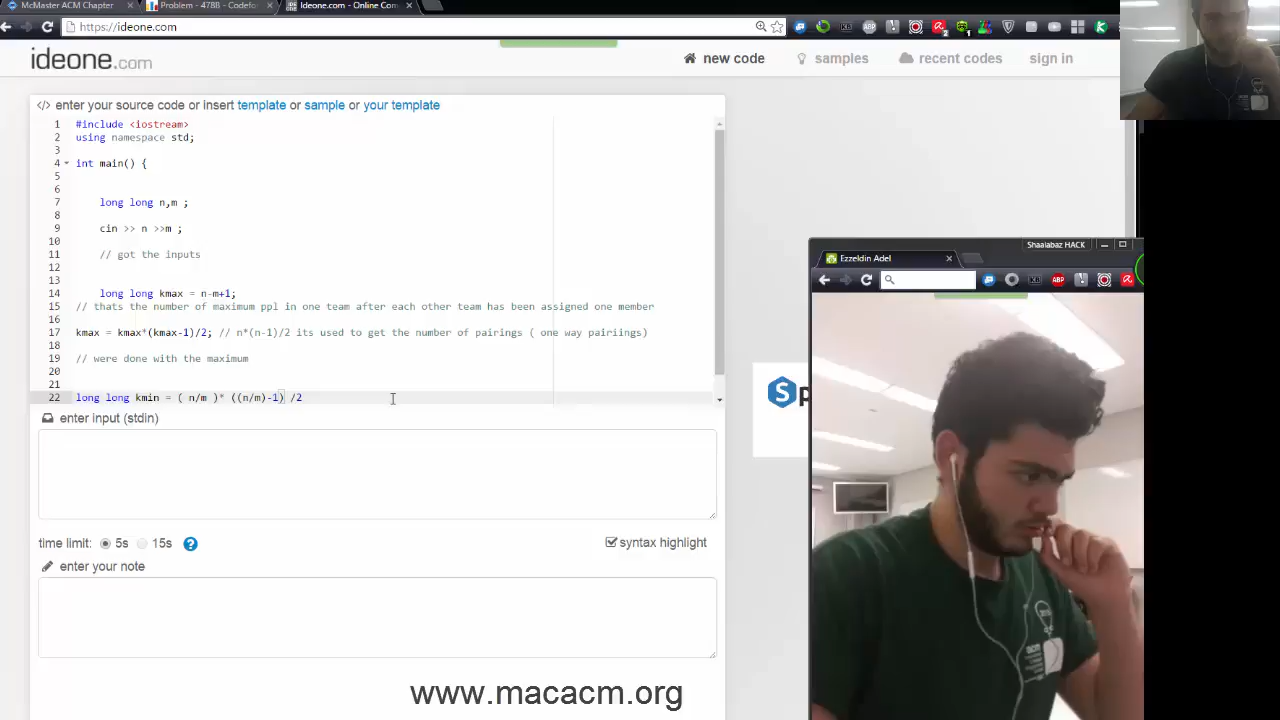 McMaster ACM Chapter
Problem - 478B - Codefo
Ideone.com - Online Com
https://ideone.com
ideone.com
new code
samples
recent codes
sign in
</> enter your source code or insert template or sample or your template
1 #include <iostream>
2 using namespace std;
3
4 int main() {
5
6
7 long long n,m ;
8
9 cin >> n >>m ;
10
11 // got the inputs
12
13
14 long long kmax = n-m+1;
15 // thats the number of maximum ppl in one team after each other team has been assigned one member
16
17 kmax = kmax*(kmax-1)/2; // n*(n-1)/2 its used to get the number of pairings ( one way pairiings)
18
19 // were done with the maximum
20
21
22 long long kmin = ( n/m )* ((n/m)-1) /2
enter input (stdin)
time limit: 5s 15s ?
syntax highlight
enter your note
Shaalabaz HACK
Ezzeldin Adel
ABP
ABP
S
acm
www.macacm.org